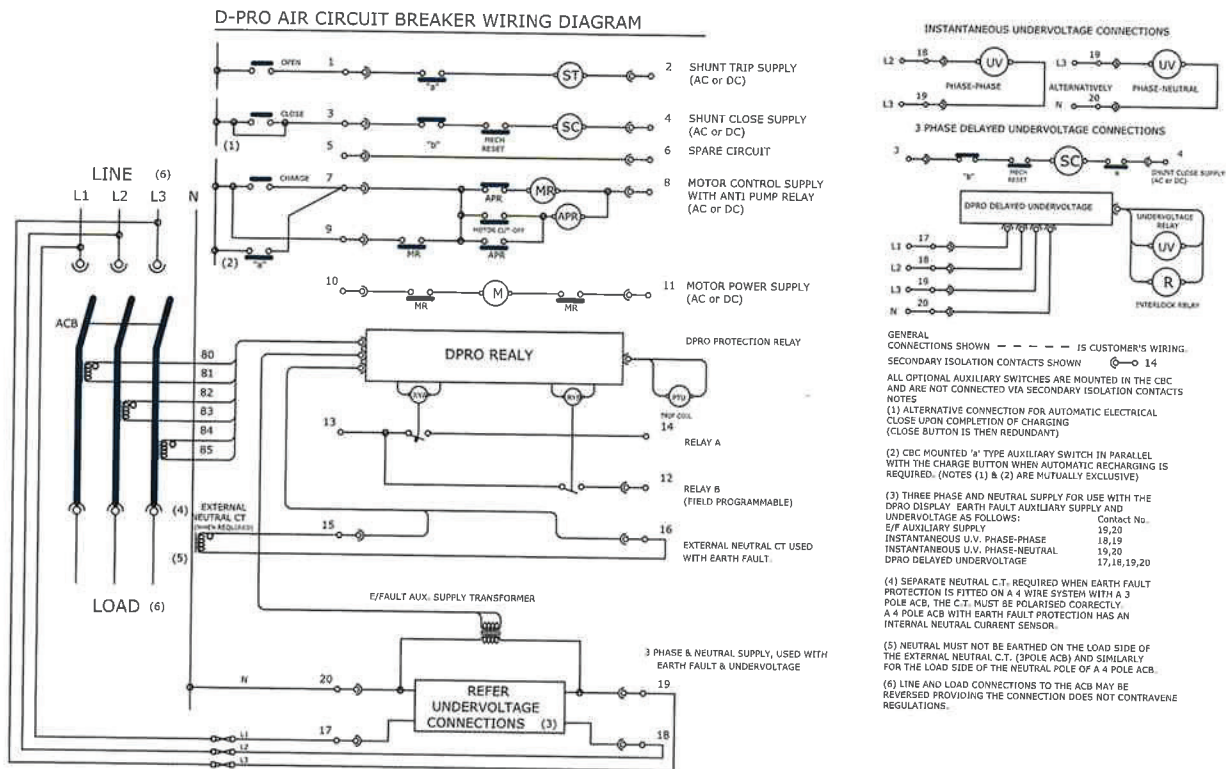 D-PRO AIR CIRCUIT BREAKER WIRING DIAGRAM
OPEN
1
"a"
ST
2 SHUNT TRIP SUPPLY
(AC or DC)
CLOSE
(1)
3
"b"
MECH
RESET
SC
4 SHUNT CLOSE SUPPLY
(AC or DC)
5
6 SPARE CIRCUIT
CHARGE
7
APR
MR
8 MOTOR CONTROL SUPPLY
WITH ANTI PUMP RELAY
(AC or DC)
MOTOR CUT-OFF
APR
9
MR
APR
(2)
"a"
10
MR
M
MR
11 MOTOR POWER SUPPLY
(AC or DC)
LINE (6)
L1 L2 L3 N
ACB
80
81
82
83
84
85
DPRO REALY
DPRO PROTECTION RELAY
RYA
RYB
PTU
TRIP COIL
13
14
RELAY A
12
RELAY B
(FIELD PROGRAMMABLE)
(4) EXTERNAL
NEUTRAL CT
(WHEN REQUIRED)
(5)
15
16
EXTERNAL NEUTRAL CT USED
WITH EARTH FAULT.
LOAD (6)
E/FAULT AUX. SUPPLY TRANSFORMER
3 PHASE & NEUTRAL SUPPLY, USED WITH
EARTH FAULT & UNDERVOLTAGE
N
20
REFER
UNDERVOLTAGE
CONNECTIONS (3)
19
L1
17
18
L2
L3
INSTANTANEOUS UNDERVOLTAGE CONNECTIONS
L2 18 UV
PHASE-PHASE
L3 19
ALTERNATIVELY
L3 19 UV
PHASE-NEUTRAL
N 20
3 PHASE DELAYED UNDERVOLTAGE CONNECTIONS
3
"B"
MECH
RESET
SC
R
4
SHUNT CLOSE SUPPLY
(AC or DC)
DPRO DELAYED UNDERVOLTAGE
UNDERVOLTAGE
RELAY
UV
R
INTERLOCK RELAY
L1 17
L2 18
L3 19
N 20
GENERAL
CONNECTIONS SHOWN – – – – – IS CUSTOMER'S WIRING.
SECONDARY ISOLATION CONTACTS SHOWN 14
ALL OPTIONAL AUXILIARY SWITCHES ARE MOUNTED IN THE CBC
AND ARE NOT CONNECTED VIA SECONDARY ISOLATION CONTACTS
NOTES
(1) ALTERNATIVE CONNECTION FOR AUTOMATIC ELECTRICAL
CLOSE UPON COMPLETION OF CHARGING
(CLOSE BUTTON IS THEN REDUNDANT)
(2) CBC MOUNTED 'a' TYPE AUXILIARY SWITCH IN PARALLEL
WITH THE CHARGE BUTTON WHEN AUTOMATIC RECHARGING IS
REQUIRED. (NOTES (1) & (2) ARE MUTUALLY EXCLUSIVE)
(3) THREE PHASE AND NEUTRAL SUPPLY FOR USE WITH THE
DPRO DISPLAY EARTH FAULT AUXILIARY SUPPLY AND
UNDERVOLTAGE AS FOLLOWS: Contact No.
E/F AUXILIARY SUPPLY 19,20
INSTANTANEOUS U.V. PHASE-PHASE 18,19
INSTANTANEOUS U.V. PHASE-NEUTRAL 19,20
DPRO DELAYED UNDERVOLTAGE 17,18,19,20
(4) SEPARATE NEUTRAL C.T. REQUIRED WHEN EARTH FAULT
PROTECTION IS FITTED ON A 4 WIRE SYSTEM WITH A 3
POLE ACB, THE C.T. MUST BE POLARISED CORRECTLY.
A 4 POLE ACB WITH EARTH FAULT PROTECTION HAS AN
INTERNAL NEUTRAL CURRENT SENSOR.
(5) NEUTRAL MUST NOT BE EARTHED ON THE LOAD SIDE OF
THE EXTERNAL NEUTRAL C.T. (3POLE ACB) AND SIMILARLY
FOR THE LOAD SIDE OF THE NEUTRAL POLE OF A 4 POLE ACB.
(6) LINE AND LOAD CONNECTIONS TO THE ACB MAY BE
REVERSED PROVIDING THE CONNECTION DOES NOT CONTRAVENE
REGULATIONS.